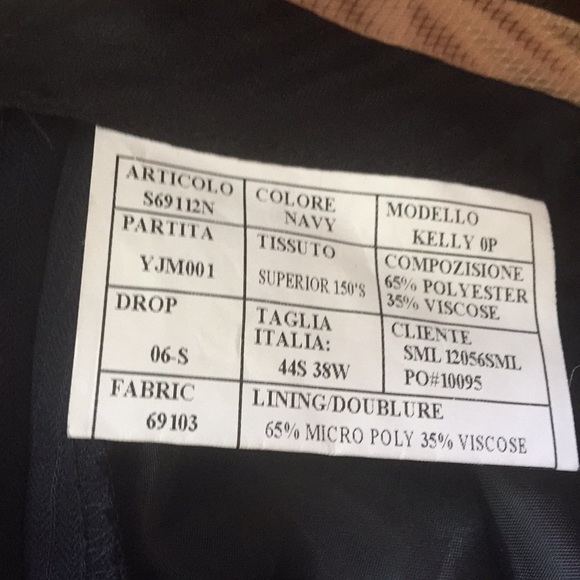 ARTICOLO
S69112N
COLORE
NAVY
MODELLO
KELLY 0P
PARTITA
YJM001
TISSUTO
SUPERIOR 150'S
COMPOZISIONE
65% POLYESTER
35% VISCOSE
DROP
06-S
TAGLIA
ITALIA:
44S 38W
CLIENTE
SML 12056SML
PO#10095
FABRIC
69103
LINING/DOUBLURE
65% MICRO POLY 35% VISCOSE